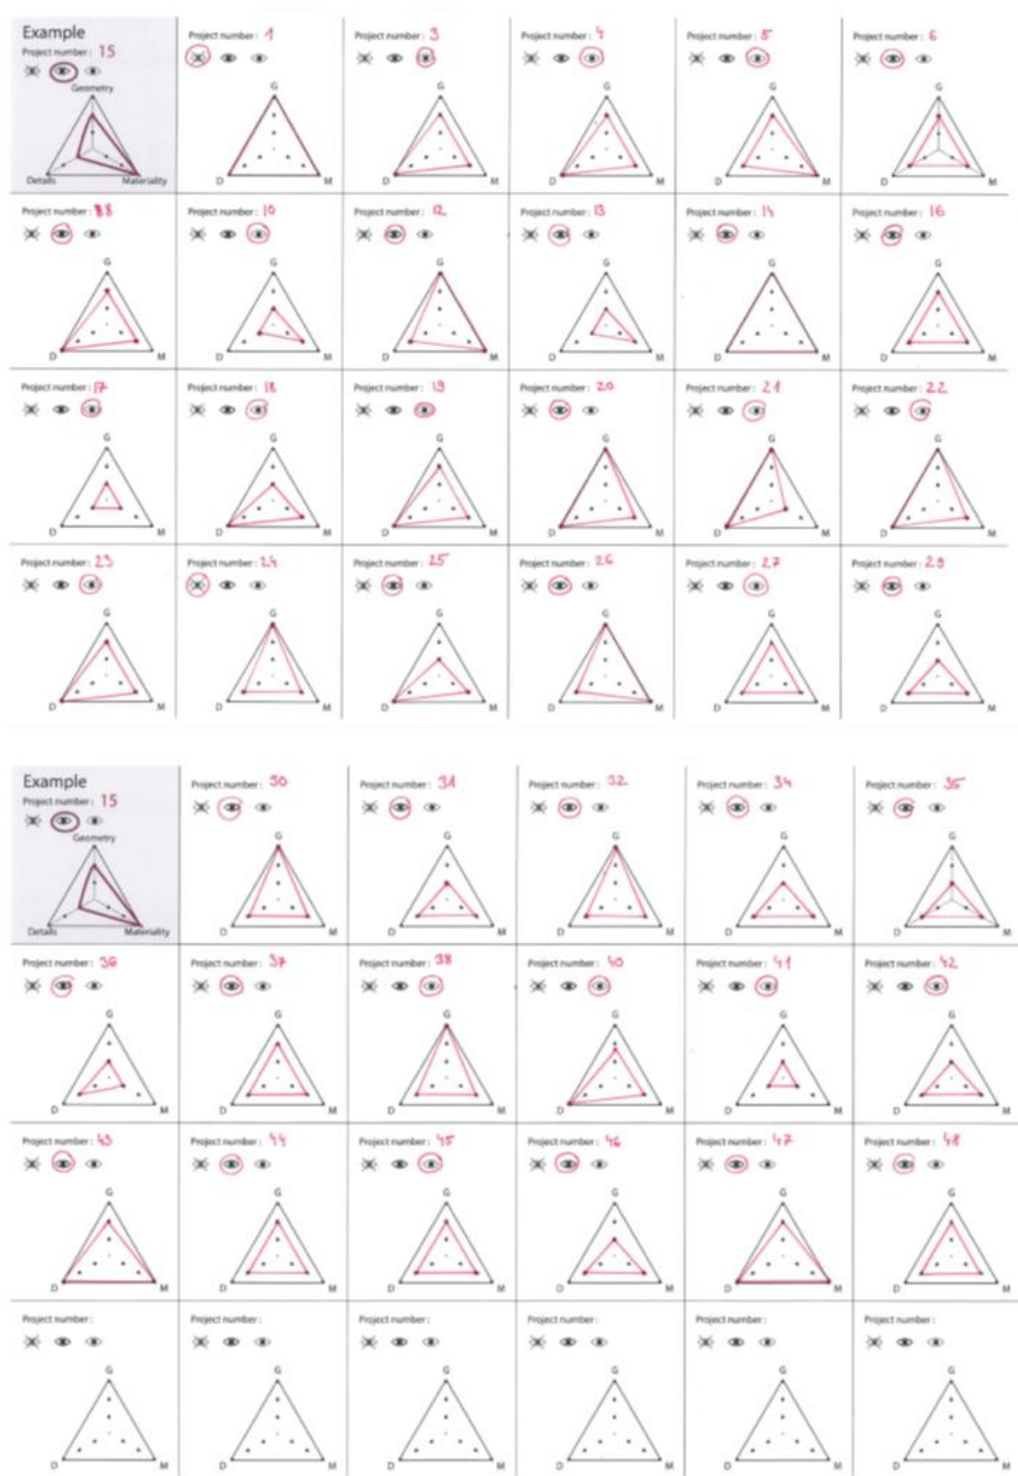 Example
Project number : 15
Geometry
Details Materiality
Project number : 1
G
D M
Project number : 3
G
D M
Project number : 4
G
D M
Project number : 5
G
D M
Project number : 6
G
D M
Project number : 8
G
D M
Project number : 10
G
D M
Project number : 12
G
D M
Project number : 13
G
D M
Project number : 14
G
D M
Project number : 16
G
D M
Project number : 17
G
D M
Project number : 18
G
D M
Project number : 19
G
D M
Project number : 20
G
D M
Project number : 21
G
D M
Project number : 22
G
D M
Project number : 23
G
D M
Project number : 24
G
D M
Project number : 25
G
D M
Project number : 26
G
D M
Project number : 27
G
D M
Project number : 29
G
D M
Example
Project number : 15
Geometry
Details Materiality
Project number : 30
G
D M
Project number : 31
G
D M
Project number : 32
G
D M
Project number : 34
G
D M
Project number : 35
G
D M
Project number : 36
G
D M
Project number : 37
G
D M
Project number : 38
G
D M
Project number : 40
G
D M
Project number : 41
G
D M
Project number : 42
G
D M
Project number : 43
G
D M
Project number : 44
G
D M
Project number : 45
G
D M
Project number : 46
G
D M
Project number : 47
G
D M
Project number : 48
G
D M
Project number :
G
D M
Project number :
G
D M
Project number :
G
D M
Project number :
G
D M
Project number :
G
D M
Project number :
G
D M